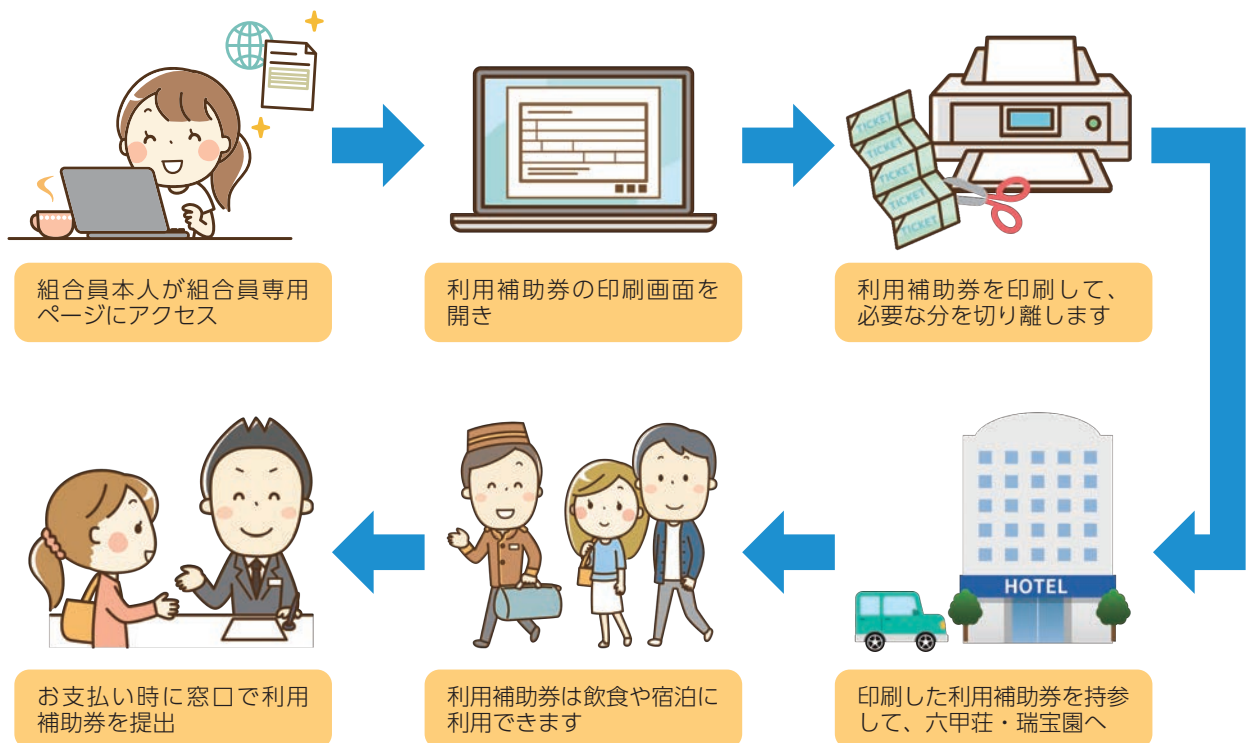 TICKET
TICKET
TICKET
TICKET
TICKET
組合員本人が組合員専用
ページにアクセス
利用補助券の印刷画面を
開き
利用補助券を印刷して、
必要な分を切り離します
HOTEL
印刷した利用補助券を持参
して、六甲荘・瑞宝園へ
利用補助券は飲食や宿泊に
利用できます
お支払い時に窓口で利用
補助券を提出